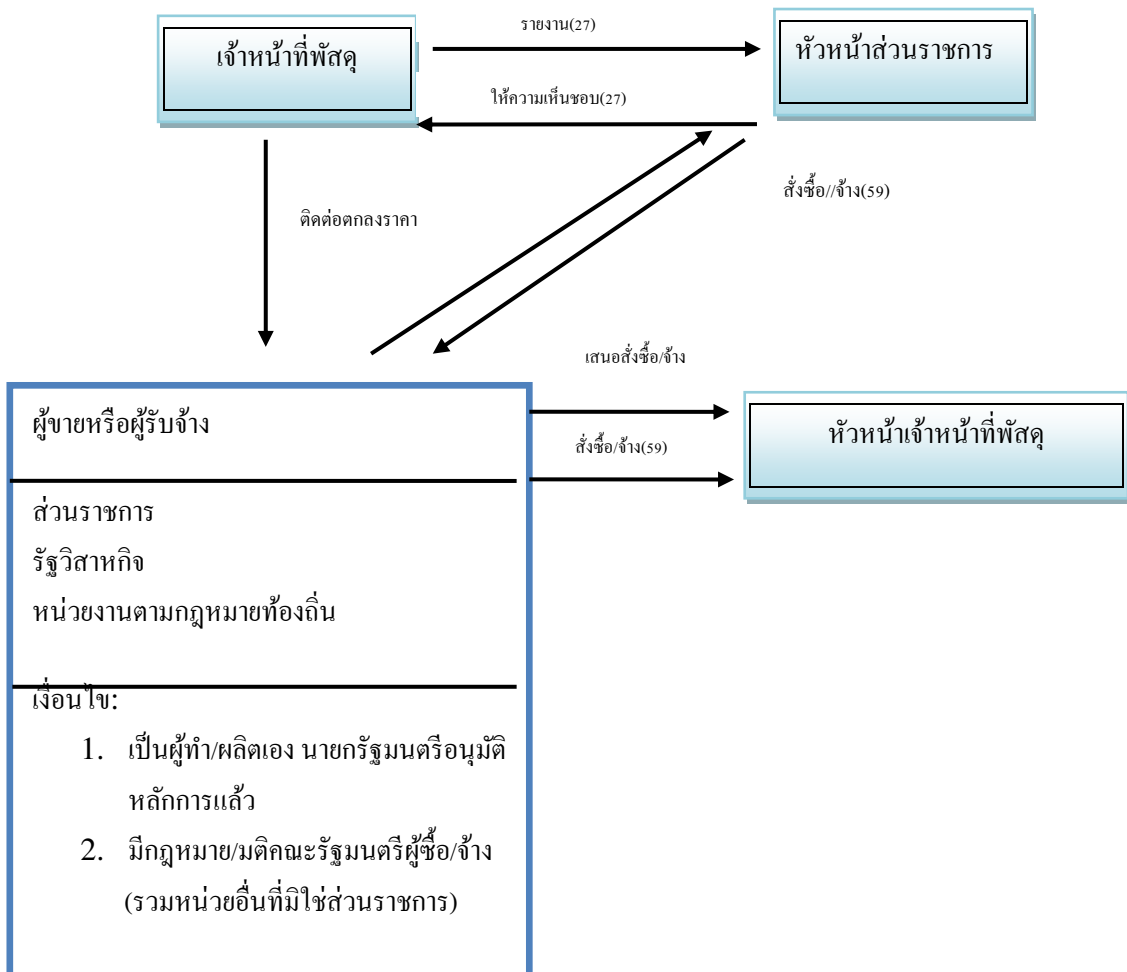 รายงาน(27)
เจ้าหน้าที่พัสดุ
หัวหน้าส่วนราชการ
ให้ความเห็นชอบ(27)
สั่งซื้อ//จ้าง(59)
ติดต่อตกลงราคา
เสนอสั่งซื้อ/จ้าง
ผู้ขายหรือผู้รับจ้าง
หัวหน้าเจ้าหน้าที่พัสดุ
สั่งซื้อ/จ้าง(59)
ส่วนราชการ
รัฐวิสาหกิจ
หน่วยงานตามกฎหมายท้องถิ่น
เงื่อนไข:
1. เป็นผู้ทำ/ผลิตเอง นายกรัฐมนตรีอนุมัติ
หลักการแล้ว
2. มีกฎหมาย/มติคณะรัฐมนตรีผู้ซื้อ/จ้าง
(รวมหน่วยอื่นที่มิใช่ส่วนราชการ)